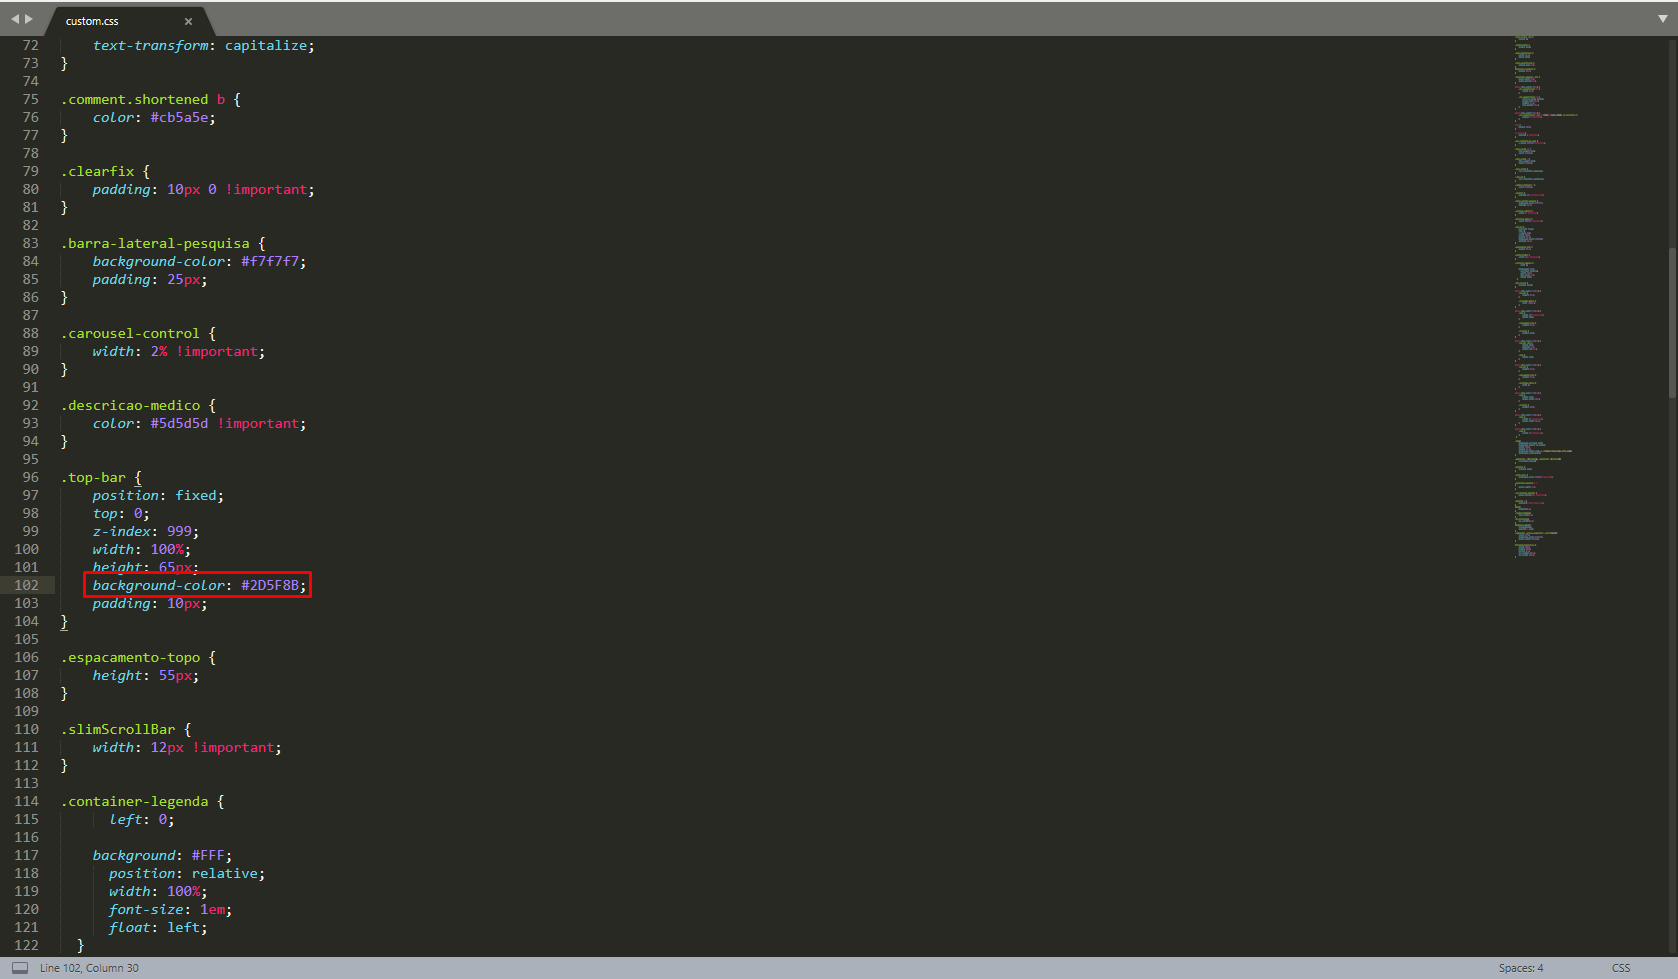 custom.css ×
72 text-transform: capitalize;
73 }
74
75 .comment.shortened b {
76 color: #cb5a5e;
77 }
78
79 .clearfix {
80 padding: 10px 0 !important;
81 }
82
83 .barra-lateral-pesquisa {
84 background-color: #f7f7f7;
85 padding: 25px;
86 }
87
88 .carousel-control {
89 width: 2% !important;
90 }
91
92 .descricao-medico {
93 color: #5d5d5d !important;
94 }
95
96 .top-bar {
97 position: fixed;
98 top: 0;
99 z-index: 999;
100 width: 100%;
101 height: 65px;
102 background-color: #2D5F8B;
103 padding: 10px;
104 }
105
106 .espacamento-topo {
107 height: 55px;
108 }
109
110 .slimScrollBar {
111 width: 12px !important;
112 }
113
114 .container-legenda {
115 left: 0;
116
117 background: #FFF;
118 position: relative;
119 width: 100%;
120 font-size: 1em;
121 float: left;
122 }
Line 102, Column 30 Spaces: 4 CSS